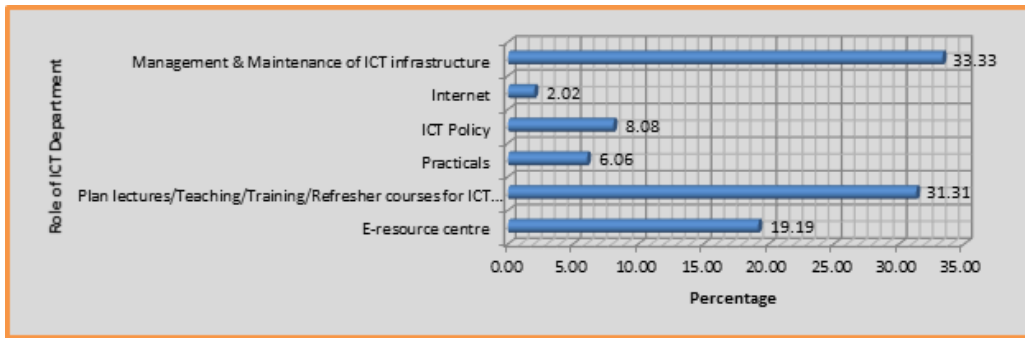 Role of ICT Department
Management & Maintenance of ICT infrastructure
33.33
Internet
2.02
ICT Policy
8.08
Practicals
6.06
Plan lectures/Teaching/Training/Refresher courses for ICT...
31.31
E-resource centre
19.19
0.00 5.00 10.00 15.00 20.00 25.00 30.00 35.00
Percentage